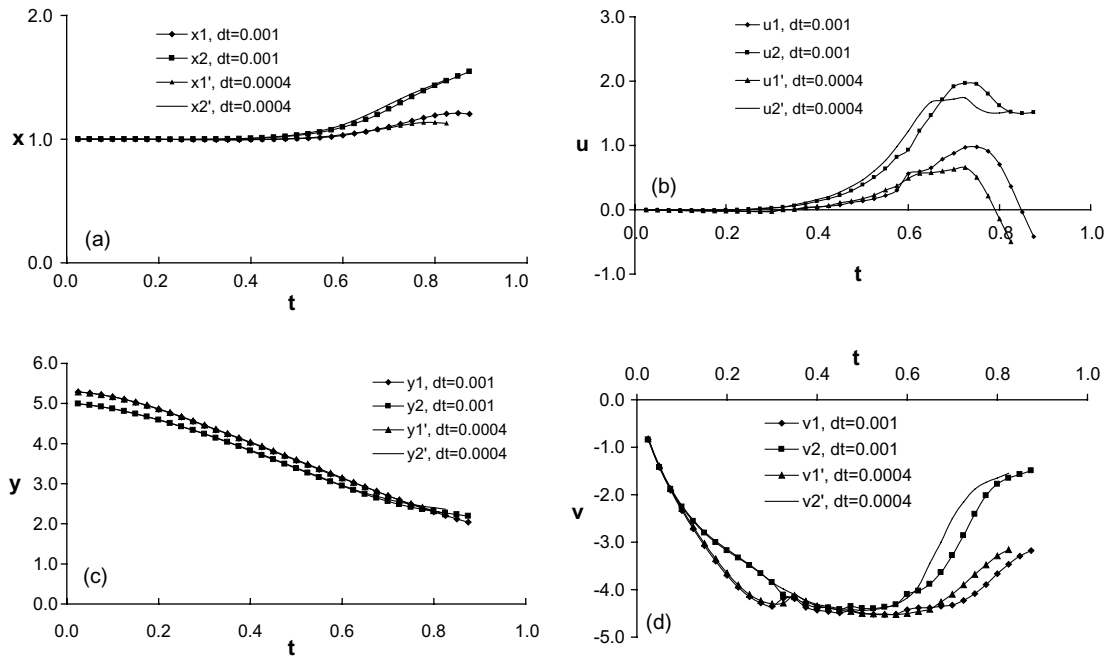 2.0
x1, dt=0.001
x2, dt=0.001
x1', dt=0.0004
x2', dt=0.0004
x
1.0
(a)
0.0
0.0 0.2 0.4 0.6 0.8 1.0
t
3.0
u1, dt=0.001
u2, dt=0.001
u1', dt=0.0004
u2', dt=0.0004
2.0
u
1.0
(b)
0.0
0.0 0.2 0.4 0.6 0.8 1.0
-1.0
t
6.0
y1, dt=0.001
y2, dt=0.001
y1', dt=0.0004
y2', dt=0.0004
5.0
4.0
y
3.0
2.0
1.0
(c)
0.0
0.0 0.2 0.4 0.6 0.8 1.0
t
t
0.0 0.2 0.4 0.6 0.8 1.0
0.0
v1, dt=0.001
v2, dt=0.001
v1', dt=0.0004
v2', dt=0.0004
-1.0
-2.0
v
-3.0
-4.0
(d)
-5.0